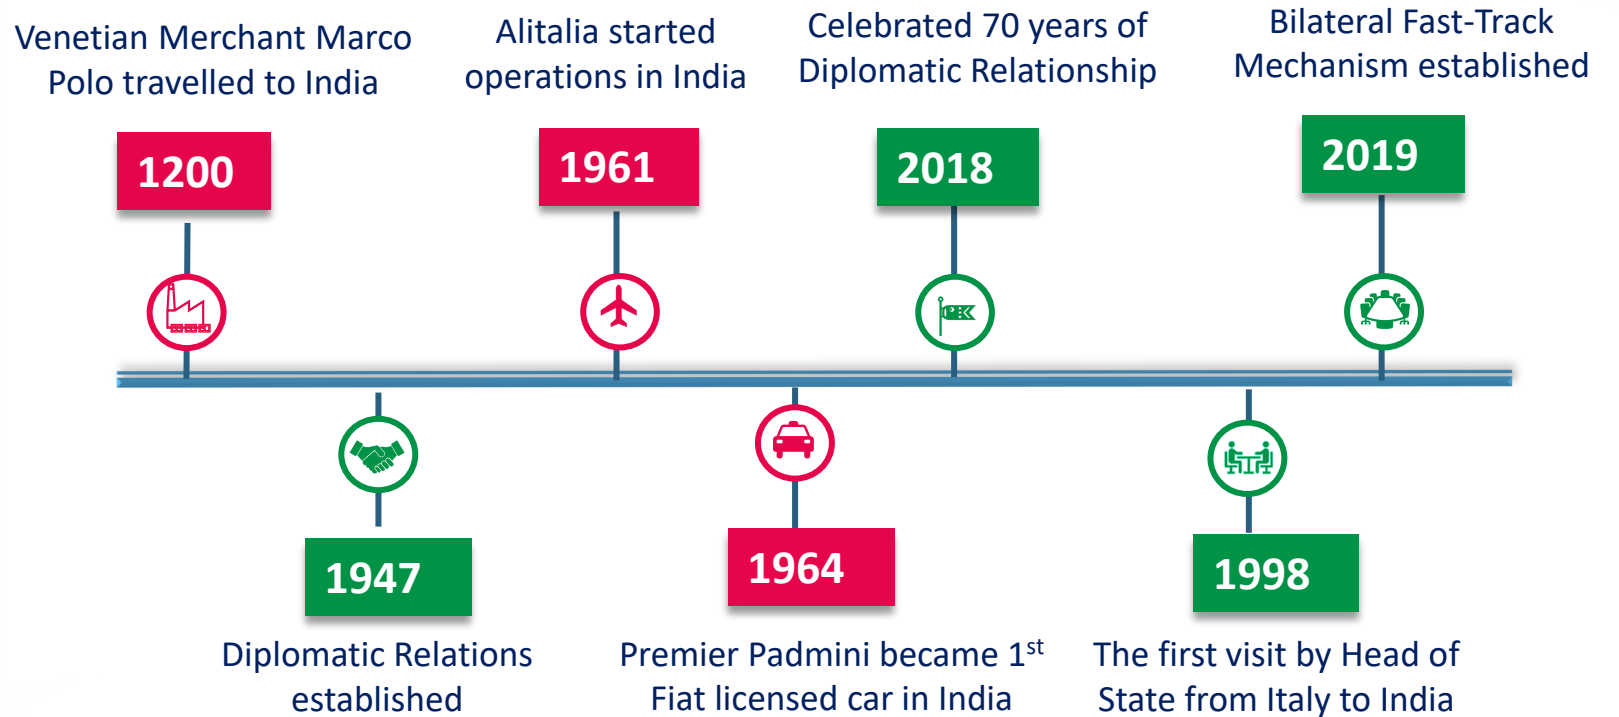 Venetian Merchant Marco
Polo travelled to India
1200
Alitalia started
operations in India
1961
Celebrated 70 years of
Diplomatic Relationship
2018
Bilateral Fast-Track
Mechanism established
2019
1947
Diplomatic Relations
established
1964
Premier Padmini became 1st
Fiat licensed car in India
1998
The first visit by Head of
State from Italy to India